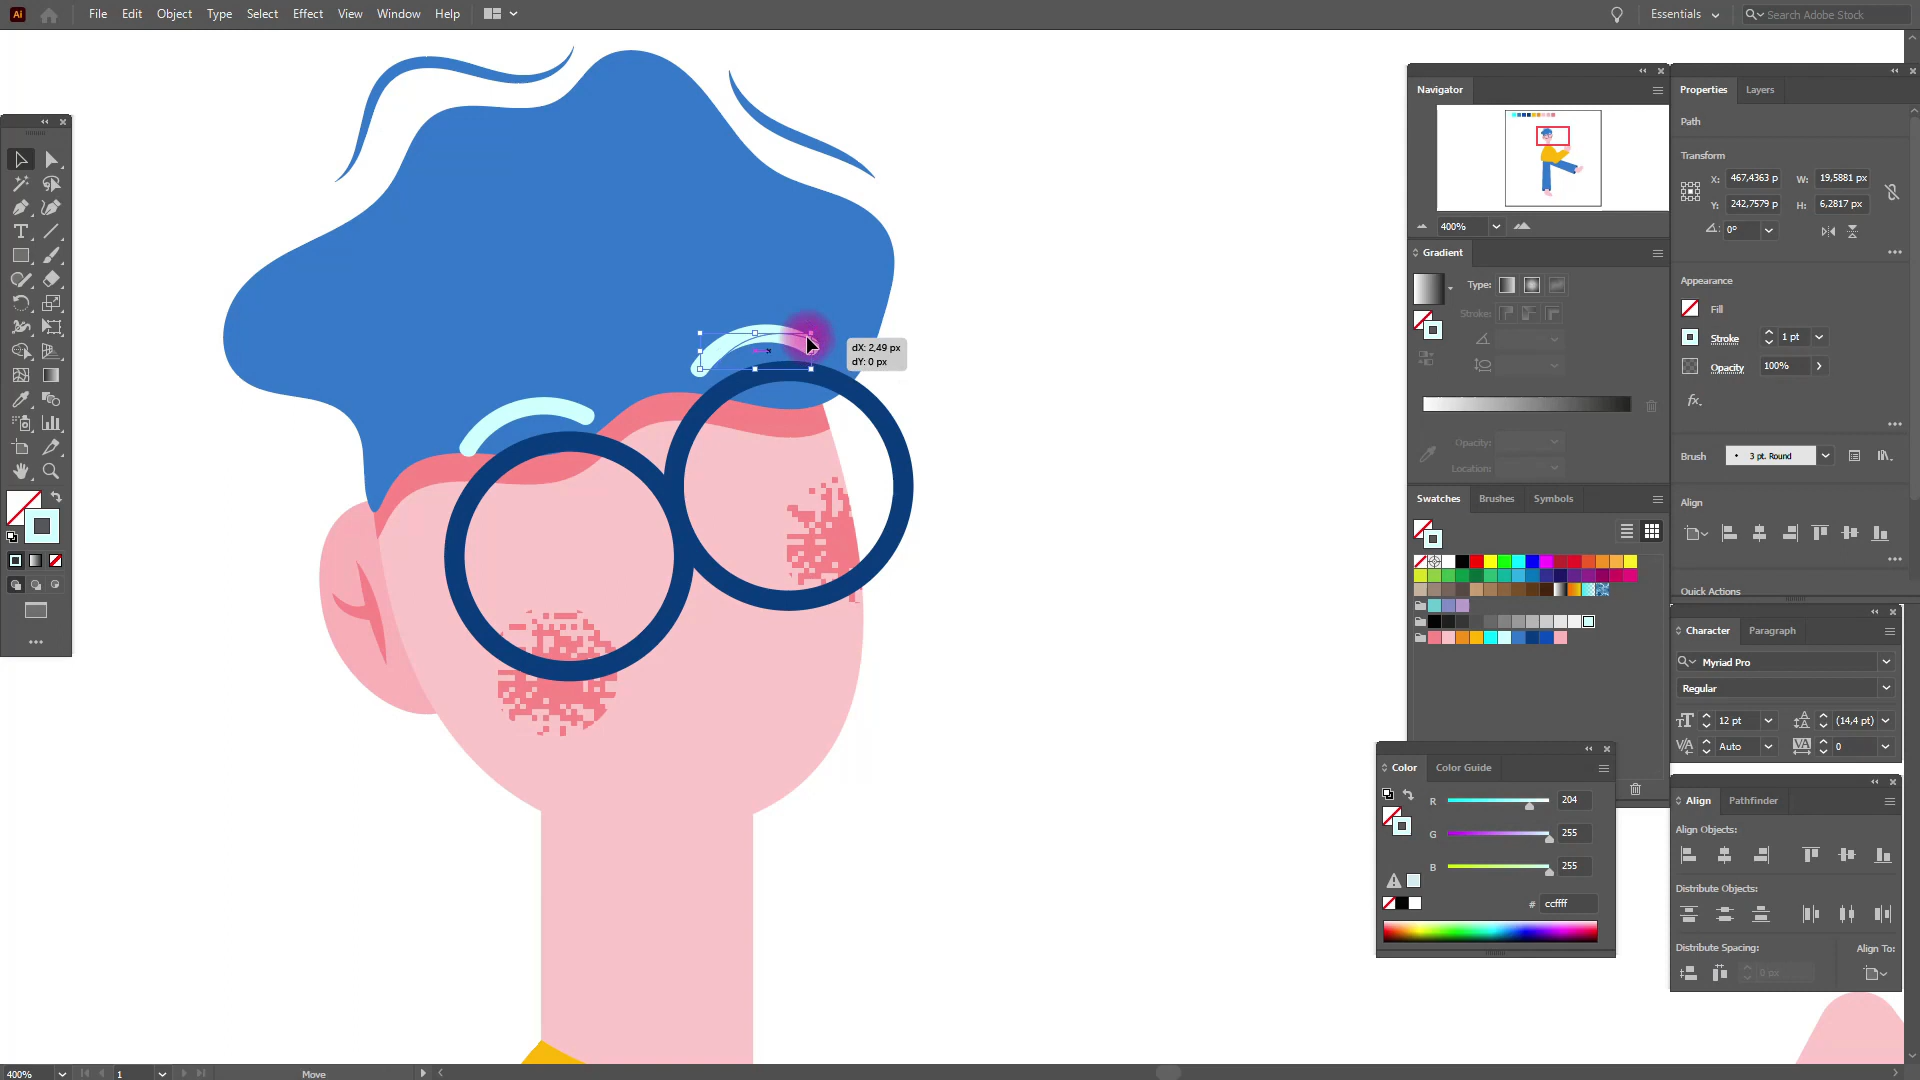 Ai File Edit Object Type Select Effect View Window Help
Essentials Search Adobe Stock
Navigator
400%
Gradient
Type:
Stroke:
Opacity:
Location:
Swatches Brushes Symbols
Color Color Guide
R 204
G 255
B 255
# ccffff
Properties Layers
Path
Transform
X: 467,4363 p W: 19,5881 px
Y: 242,7579 p H: 6,2817 px
0°
Appearance
Fill
Stroke 1 pt
Opacity 100%
fx.
Brush 3 pt. Round
Align
Quick Actions
Character Paragraph
Myriad Pro
Regular
12 pt (14,4 pt)
Auto 0
Align Pathfinder
Align Objects:
Distribute Objects:
Distribute Spacing: Align To:
0 px
dX: 2,49 px
dY: 0 px
400% 1 Move